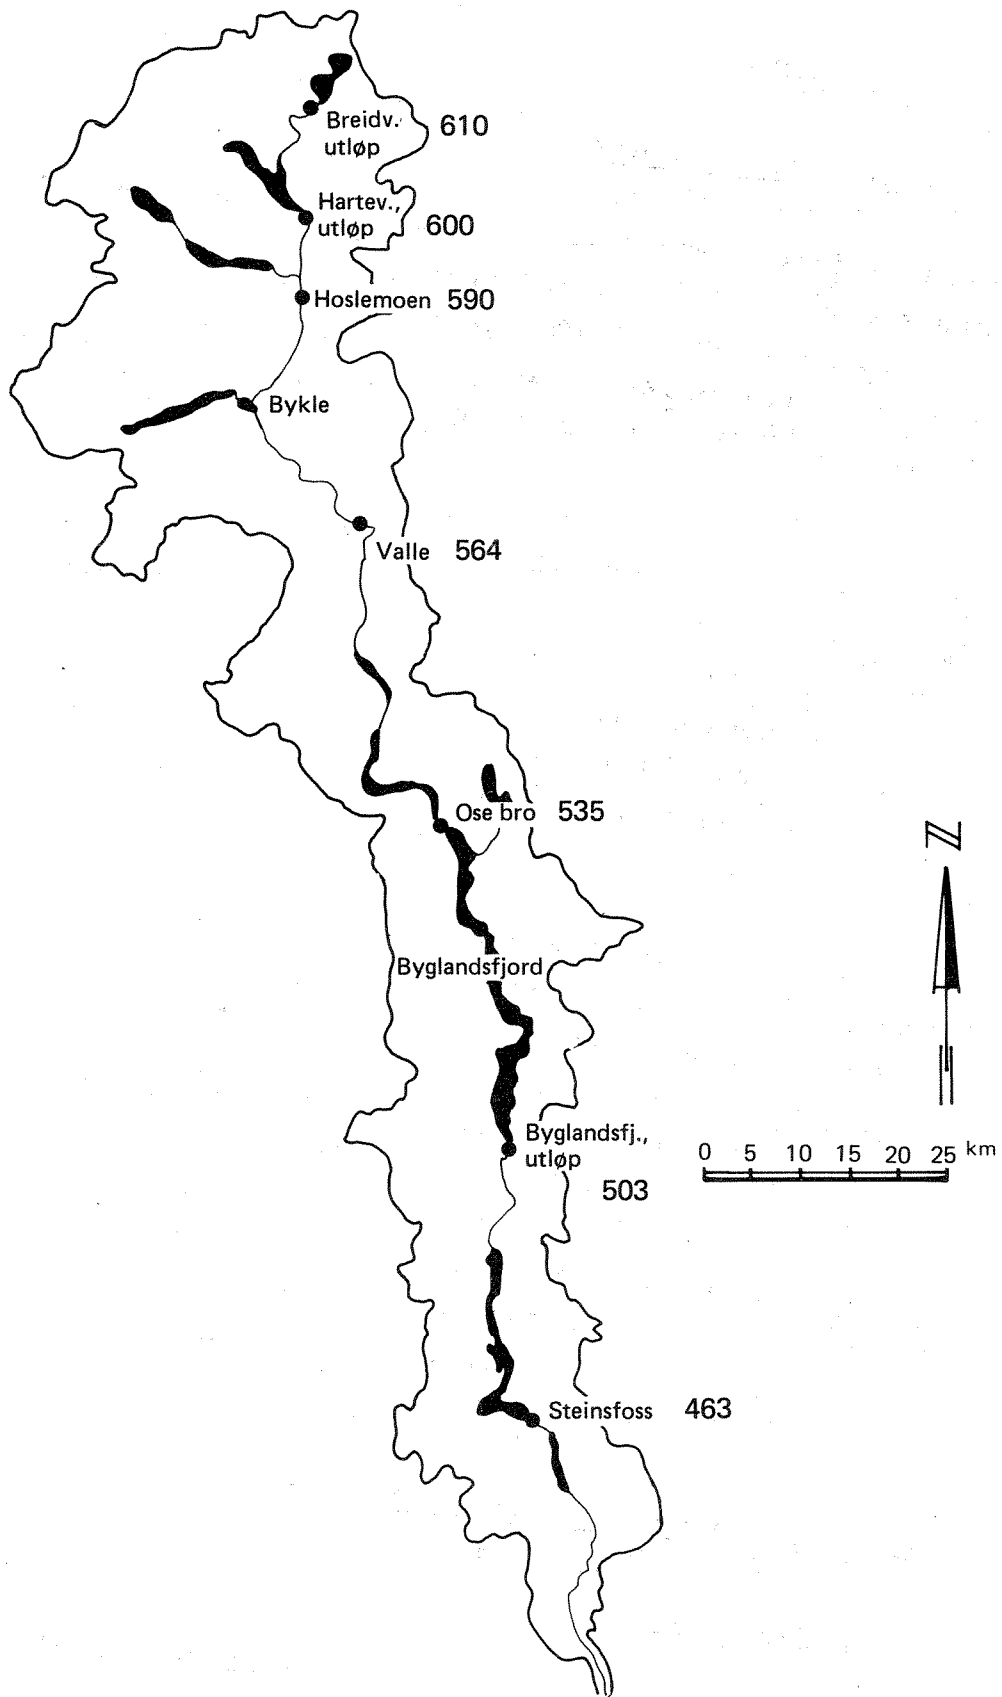 Breidv. 610
utløp
Hartev.,
utløp 600
Hoslemoen 590
Bykle
Valle 564
Ose bro 535
N
Byglandsfjord
Byglandsfj.,
utløp
503
0 5 10 15 20 25 km
Steinsfoss 463